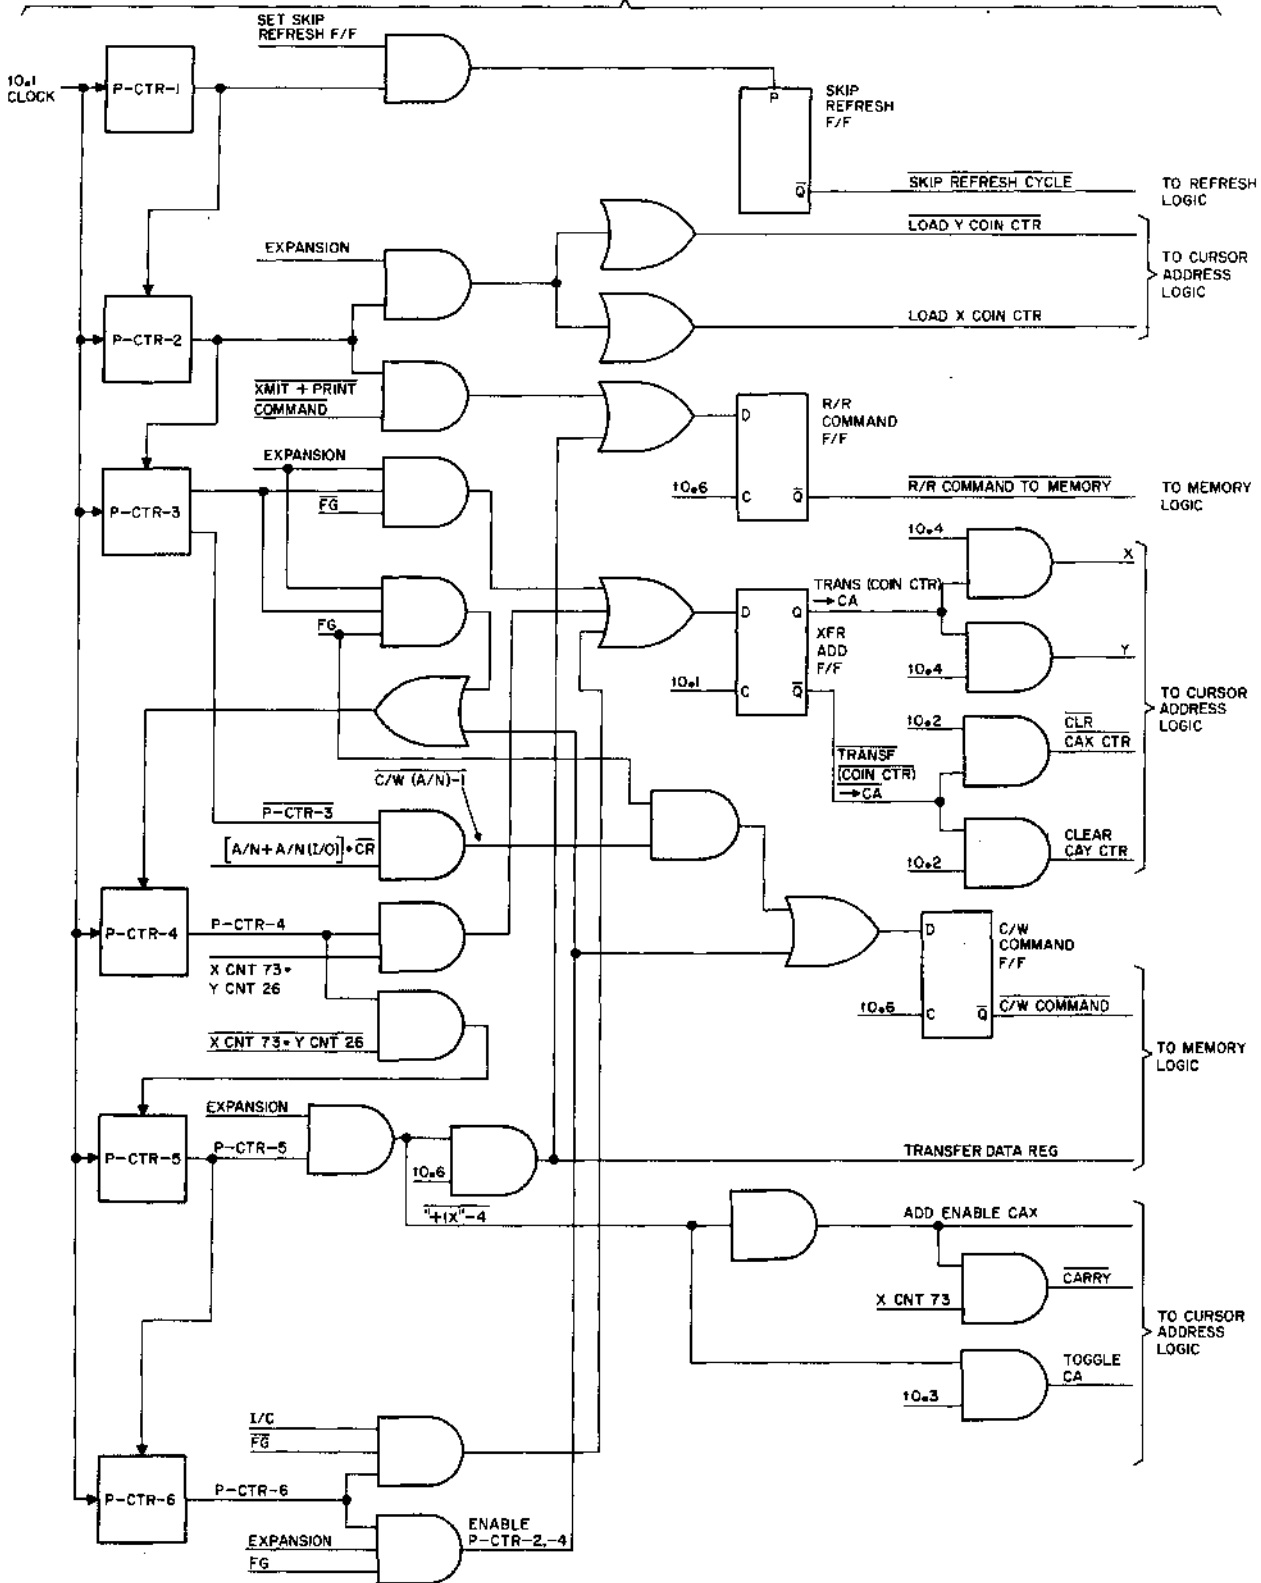 SET SKIP
REFRESH F/F
t0.1
CLOCK
P-CTR-1
P
SKIP
REFRESH
F/F
Q
SKIP REFRESH CYCLE
TO REFRESH
LOGIC
EXPANSION
LOAD Y COIN CTR
TO CURSOR
ADDRESS
LOGIC
P-CTR-2
LOAD X COIN CTR
XMIT + PRINT
COMMAND
D
R/R
COMMAND
F/F
EXPANSION
t0.6
C
Q
R/R COMMAND TO MEMORY
TO MEMORY
LOGIC
P-CTR-3
FG
t0.4
X
TRANS (COIN CTR)
→CA
D
Q
FG
XFR
ADD
F/F
Y
t0.4
t0.1
C
Q
TO CURSOR
ADDRESS
LOGIC
t0.2
CLR
CAX CTR
TRANSF
(COIN CTR)
→CA
C/W (A/N)-1
P-CTR-3
[A/N+A/N(I/O)]•CR
CLEAR
CAY CTR
t0.2
P-CTR-4
P-CTR-4
D
C/W
COMMAND
F/F
X CNT 73•
Y CNT 26
t0.6
C
Q
C/W COMMAND
X CNT 73• Y CNT 26
TO MEMORY
LOGIC
EXPANSION
P-CTR-5
P-CTR-5
TRANSFER DATA REG
t0.6
"+1X"-4
ADD ENABLE CAX
CARRY
X CNT 73
TO CURSOR
ADDRESS
LOGIC
TOGGLE
CA
t0.3
I/C
FG
P-CTR-6
P-CTR-6
ENABLE
P-CTR-2,-4
EXPANSION
FG